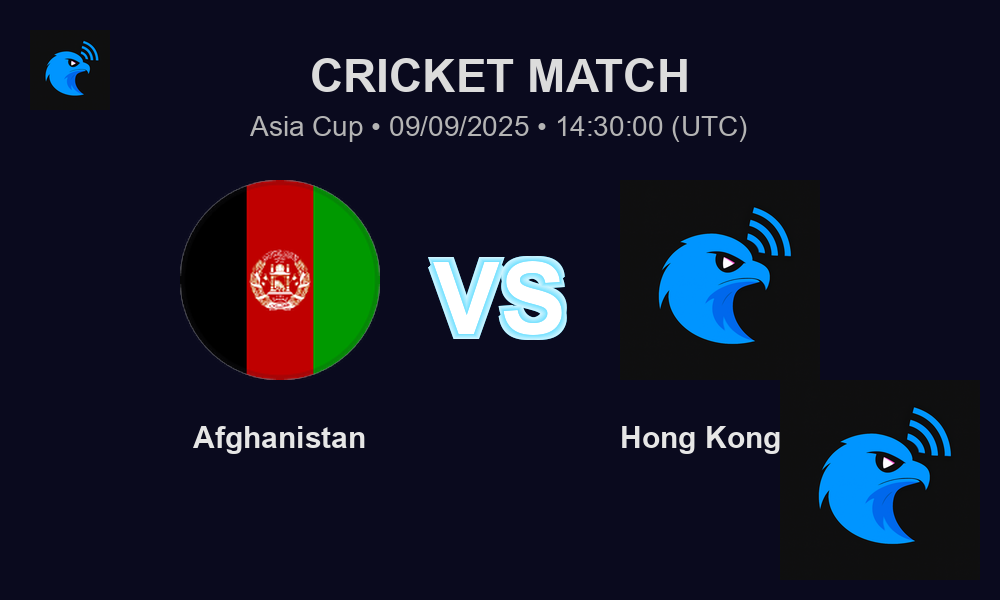 CRICKET MATCH
Asia Cup • 09/09/2025 • 14:30:00 (UTC)
VS
Afghanistan
Hong Kong